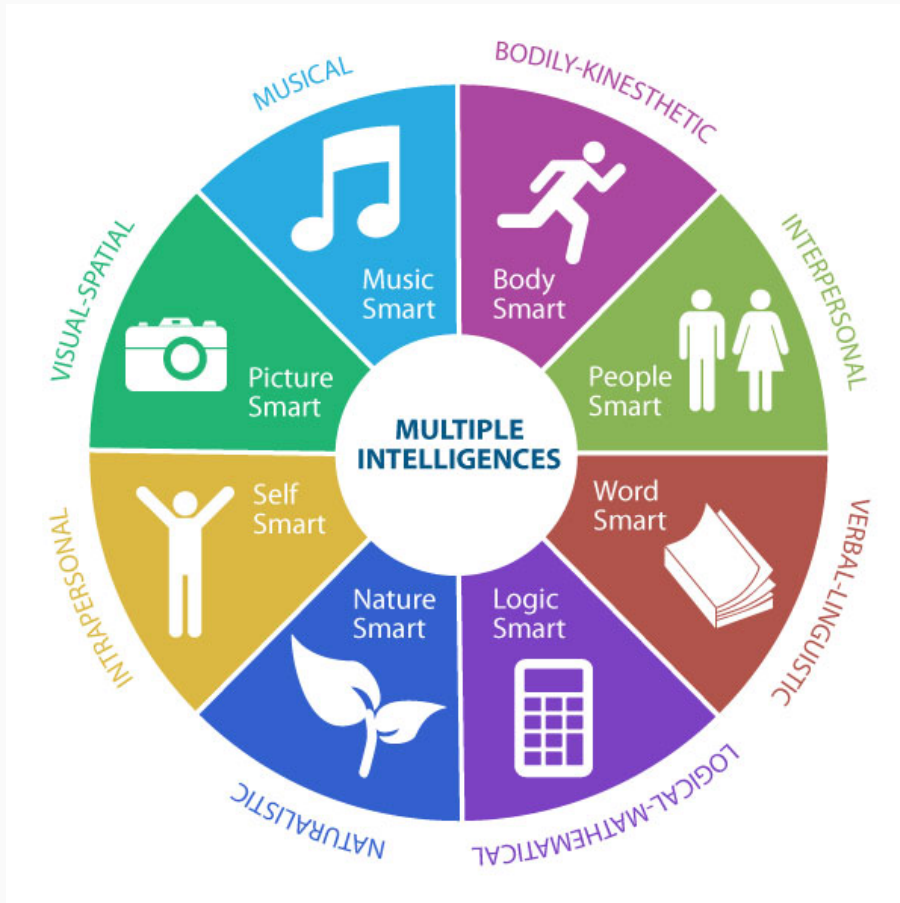 MUSICAL
BODILY-KINESTHETIC
INTERPERSONAL
VERBAL-LINGUISTIC
LOGICAL-MATHEMATICAL
NATURALISTIC
INTRAPERSONAL
VISUAL-SPATIAL
Music
Smart
Body
Smart
People
Smart
Word
Smart
Logic
Smart
Nature
Smart
Self
Smart
Picture
Smart
MULTIPLE
INTELLIGENCES